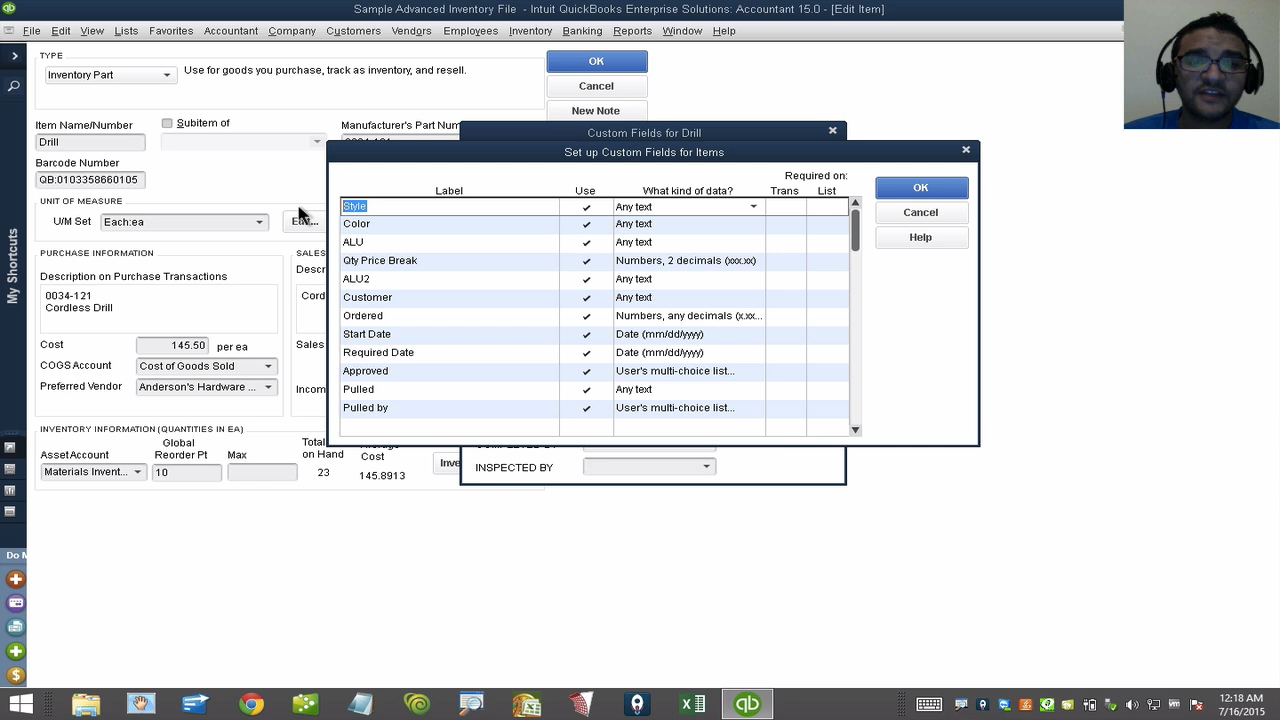 Sample Advanced Inventory File - Intuit QuickBooks Enterprise Solutions: Accountant 15.0 - [Edit Item]
File Edit View Lists Favorites Accountant Company Customers Vendors Employees Inventory Banking Reports Window Help
TYPE
Inventory Part
Use for goods you purchase, track as inventory, and resell.
OK
Cancel
New Note
Item Name/Number
Subitem of
Manufacturer's Part Num
Drill
Barcode Number
QB:0103358660105
UNIT OF MEASURE
U/M Set
Each:ea
PURCHASE INFORMATION
Description on Purchase Transactions
0034-121
Cordless Drill
Cost
145.50
per ea
COGS Account
Cost of Goods Sold
Preferred Vendor
Anderson's Hardware ...
SALES
Descr
Cord
Sales
Incom
INVENTORY INFORMATION (QUANTITIES IN EA)
Asset Account
Global
Reorder Pt
Max
Total
on Hand
Cost
Materials Invent...
10
23
145.8913
Inve
Custom Fields for Drill
Set up Custom Fields for Items
Required on:
Label Use What kind of data? Trans List
Style Any text
Color Any text
ALU Any text
Qty Price Break Numbers, 2 decimals (xxx.xx)
ALU2 Any text
Customer Any text
Ordered Numbers, any decimals (x.xx...
Start Date Date (mm/dd/yyyy)
Required Date Date (mm/dd/yyyy)
Approved User's multi-choice list...
Pulled Any text
Pulled by User's multi-choice list...
OK
Cancel
Help
INSPECTED BY
My Shortcuts
Do M
12:18 AM
7/16/2015